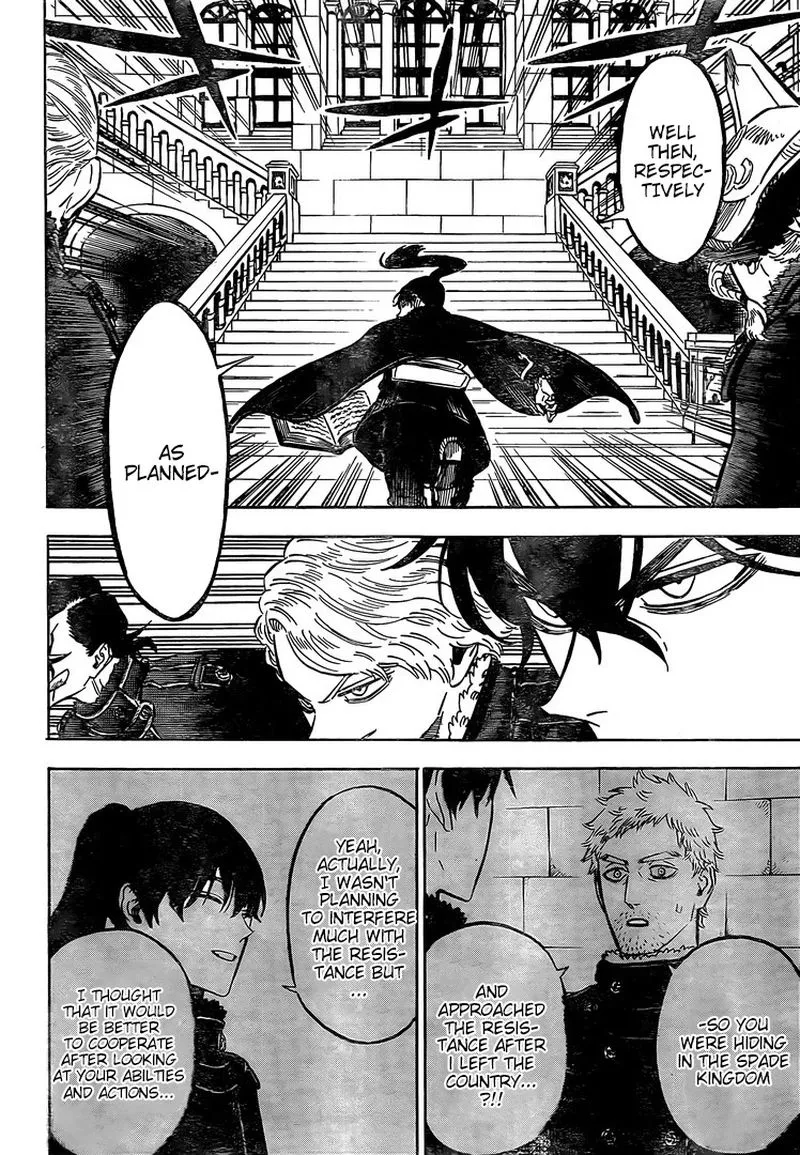 WELL
THEN,
RESPEC-
TIVELY
AS
PLANNED-
-SO YOU
WERE HIDING
IN THE SPADE
KINGDOM
AND
APPROACHED
THE RESIS-
TANCE AFTER
I LEFT THE
COUNTRY...
?!!
YEAH,
ACTUALLY,
I WASN'T
PLANNING
TO INTERFERE
MUCH WITH
THE RESIS-
TANCE BUT
...
I THOUGHT
THAT IT WOULD
BE BETTER
TO COOPERATE
AFTER LOOKING
AT YOUR ABILTIES
AND ACTIONS...